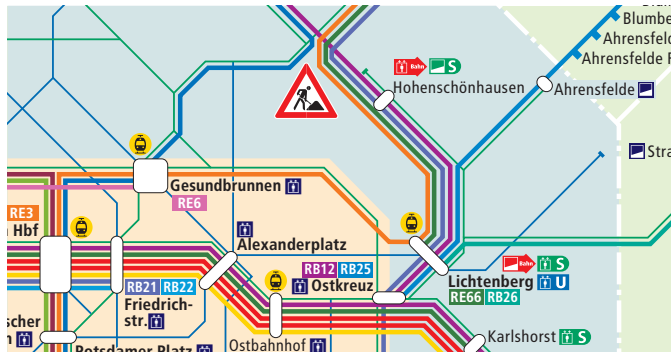 Blumbe
Ahrensfeld
Ahrensfelde F
Bahn S
Hohenschönhausen
Ahrensfelde
Stra
Gesundbrunnen
RE6
RE3
Hbf
Alexanderplatz
RB12 RB25
Ostkreuz
Bahn S
Lichtenberg U
RE66 RB26
RB21 RB22
Friedrich-
str.
scher
Potsdamer Platz
Ostbahnhof
Karlshorst S